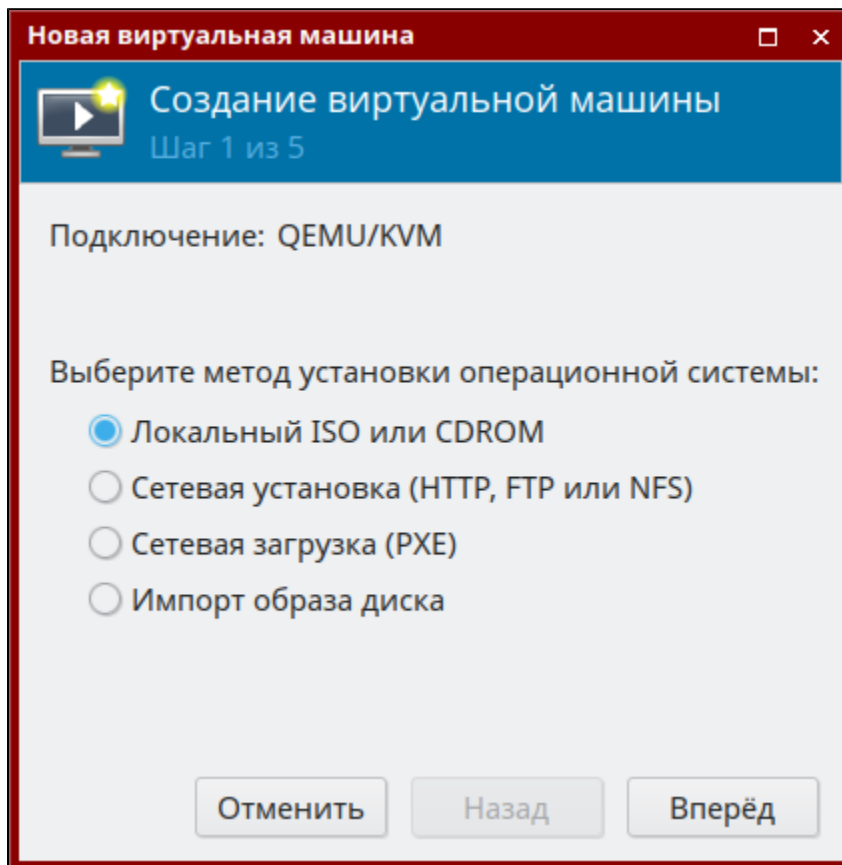 Новая виртуальная машина
Создание виртуальной машины
Шаг 1 из 5
Подключение: QEMU/KVM
Выберите метод установки операционной системы:
Локальный ISO или CDROM
Сетевая установка (HTTP, FTP или NFS)
Сетевая загрузка (PXE)
Импорт образа диска
Отменить Назад Вперёд